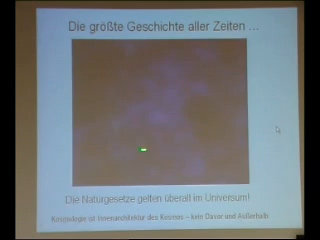 Die größte Geschichte aller Zeiten ...
Die Naturgesetze gelten überall im Universum!
Kosmologie ist Innenarchitektur des Kosmos – kein Davor und Außerhalb